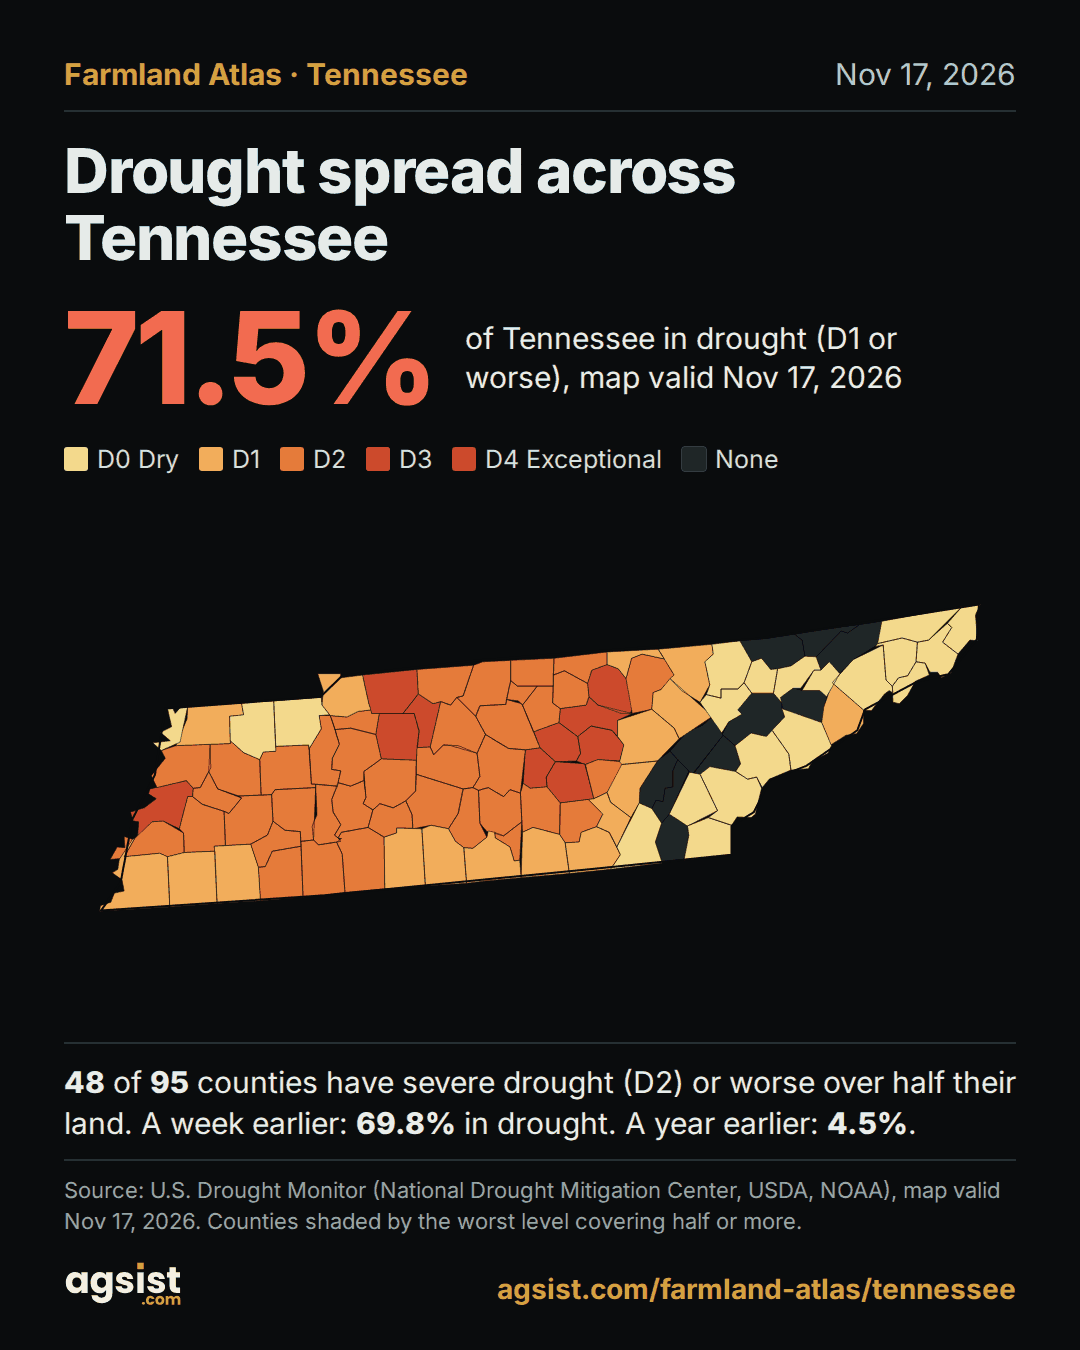 Farmland Atlas · Tennessee
Nov 17, 2026
Drought spread across
Tennessee
71.5%
of Tennessee in drought (D1 or
worse), map valid Nov 17, 2026
D0 Dry D1 D2 D3 D4 Exceptional None
48 of 95 counties have severe drought (D2) or worse over half their
land. A week earlier: 69.8% in drought. A year earlier: 4.5%.
Source: U.S. Drought Monitor (National Drought Mitigation Center, USDA, NOAA), map valid
Nov 17, 2026. Counties shaded by the worst level covering half or more.
agsist
.com
agsist.com/farmland-atlas/tennessee